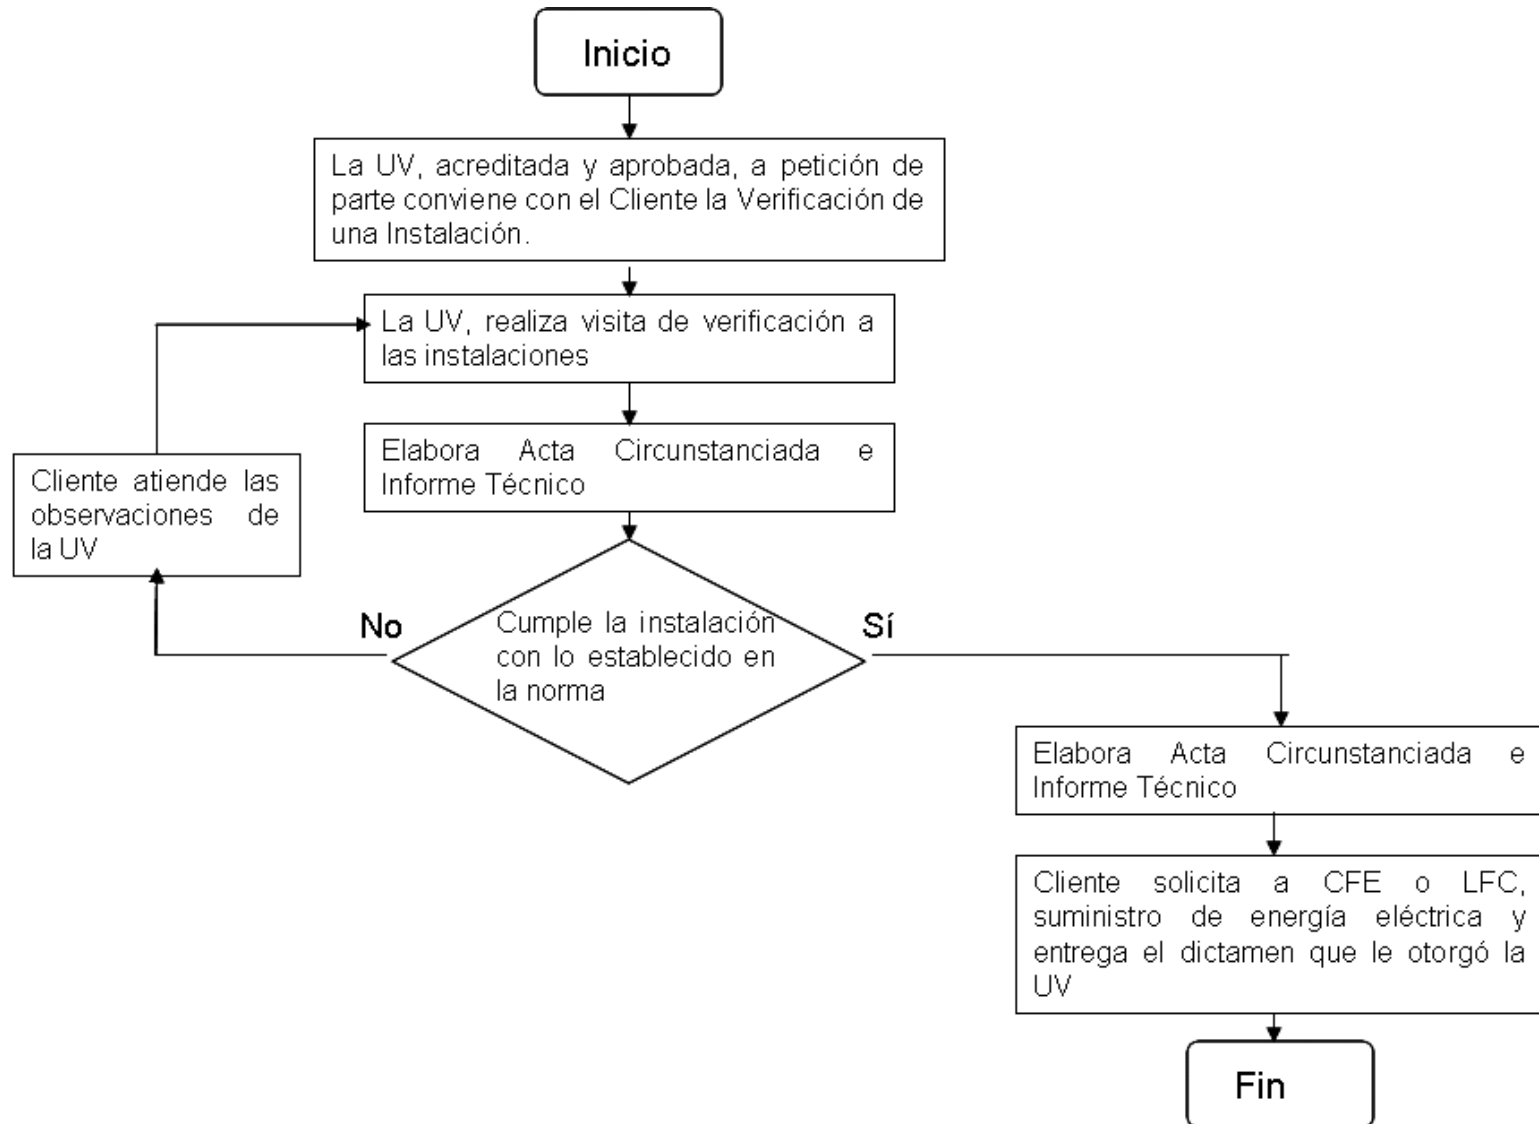 Inicio
La UV, acreditada y aprobada, a petición de
parte conviene con el Cliente la Verificación de
una Instalación.
La UV, realiza visita de verificación a
las instalaciones
Elabora Acta Circunstanciada e
Informe Técnico
Cliente atiende las
observaciones de
la UV
No
Cumple la instalación
con lo establecido en
la norma
Sí
Elabora Acta Circunstanciada e
Informe Técnico
Cliente solicita a CFE o LFC,
suministro de energía eléctrica y
entrega el dictamen que le otorgó la
UV
Fin